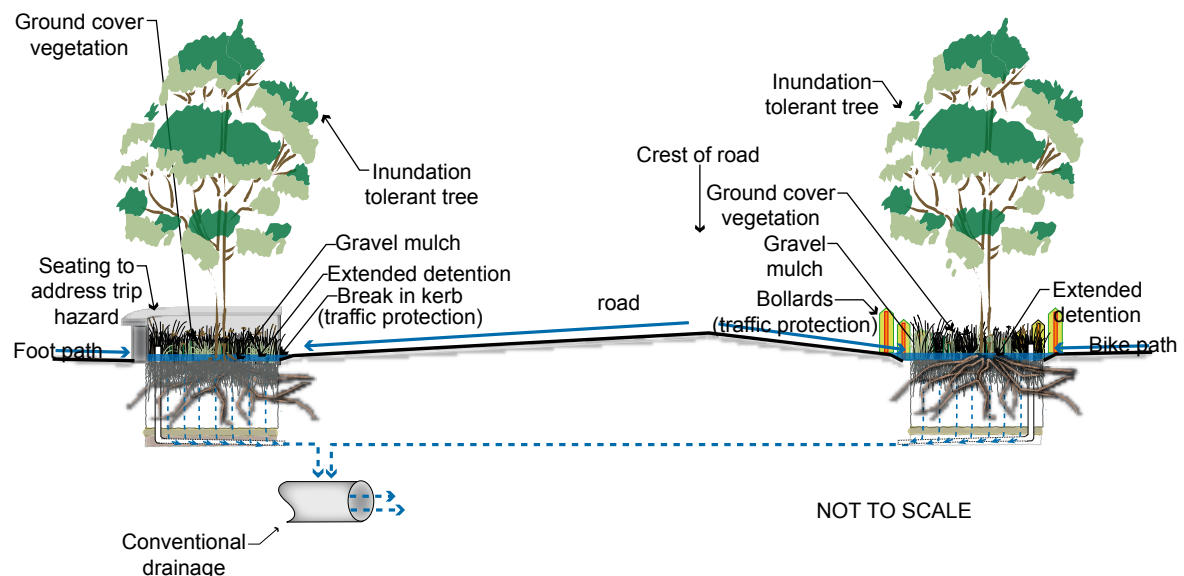 Ground cover
vegetation
Inundation
tolerant tree
Seating to
address trip
hazard
Gravel mulch
Extended detention
Break in kerb
(traffic protection)
Foot path
road
Crest of road
Inundation
tolerant tree
Ground cover
vegetation
Gravel
mulch
Bollards
(traffic protection)
Extended
detention
Bike path
Conventional
drainage
NOT TO SCALE